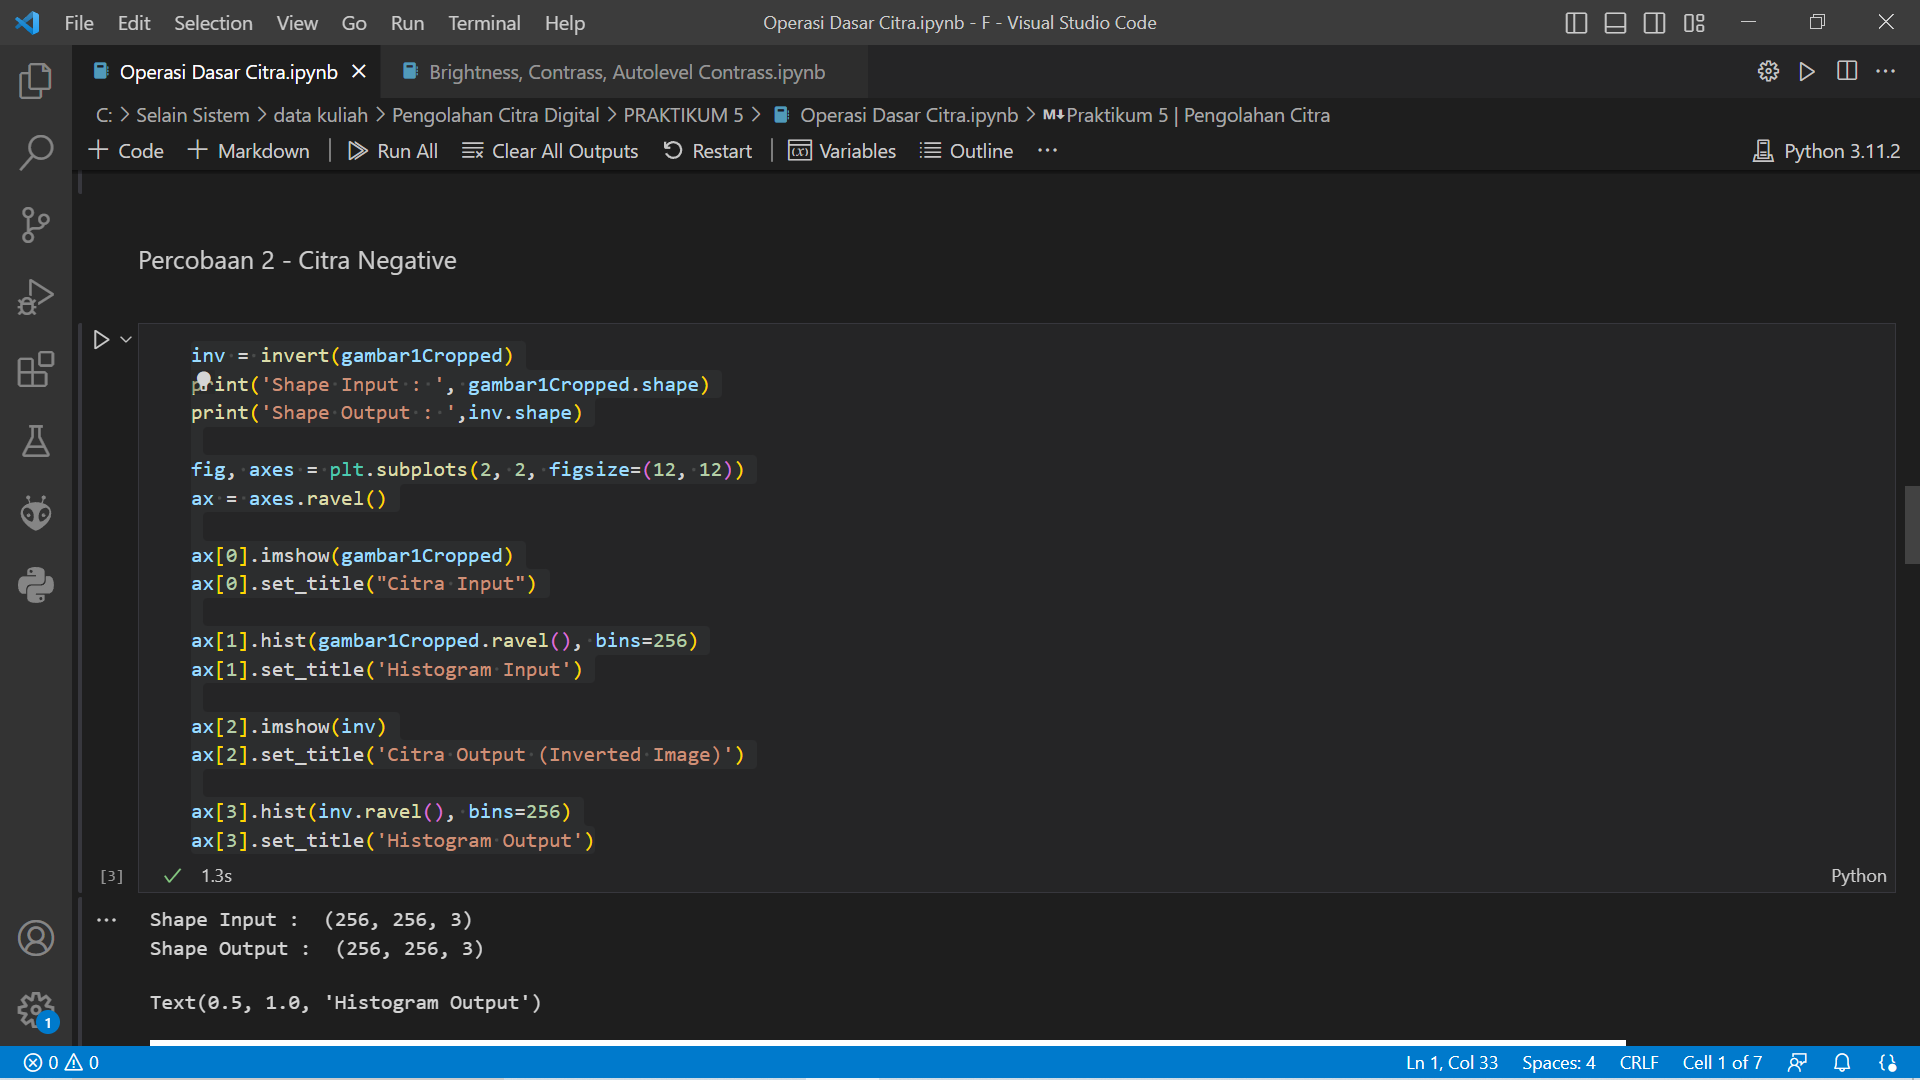 File Edit Selection View Go Run Terminal Help
Operasi Dasar Citra.ipynb - F - Visual Studio Code
Operasi Dasar Citra.ipynb
Brightness, Contrass, Autolevel Contrass.ipynb
C: > Selain Sistem > data kuliah > Pengolahan Citra Digital > PRAKTIKUM 5 > Operasi Dasar Citra.ipynb > M↓Praktikum 5 | Pengolahan Citra
+ Code + Markdown | Run All Clear All Outputs Restart | Variables Outline ··· Python 3.11.2
Percobaan 2 - Citra Negative
inv = invert(gambar1Cropped)
print('Shape Input : ', gambar1Cropped.shape)
print('Shape Output : ',inv.shape)
fig, axes = plt.subplots(2, 2, figsize=(12, 12))
ax = axes.ravel()
ax[0].imshow(gambar1Cropped)
ax[0].set_title("Citra Input")
ax[1].hist(gambar1Cropped.ravel(), bins=256)
ax[1].set_title('Histogram Input')
ax[2].imshow(inv)
ax[2].set_title('Citra Output (Inverted Image)')
ax[3].hist(inv.ravel(), bins=256)
ax[3].set_title('Histogram Output')
[3] 1.3s Python
Shape Input :  (256, 256, 3)
Shape Output :  (256, 256, 3)
Text(0.5, 1.0, 'Histogram Output')
1
0 0 Ln 1, Col 33 Spaces: 4 CRLF Cell 1 of 7